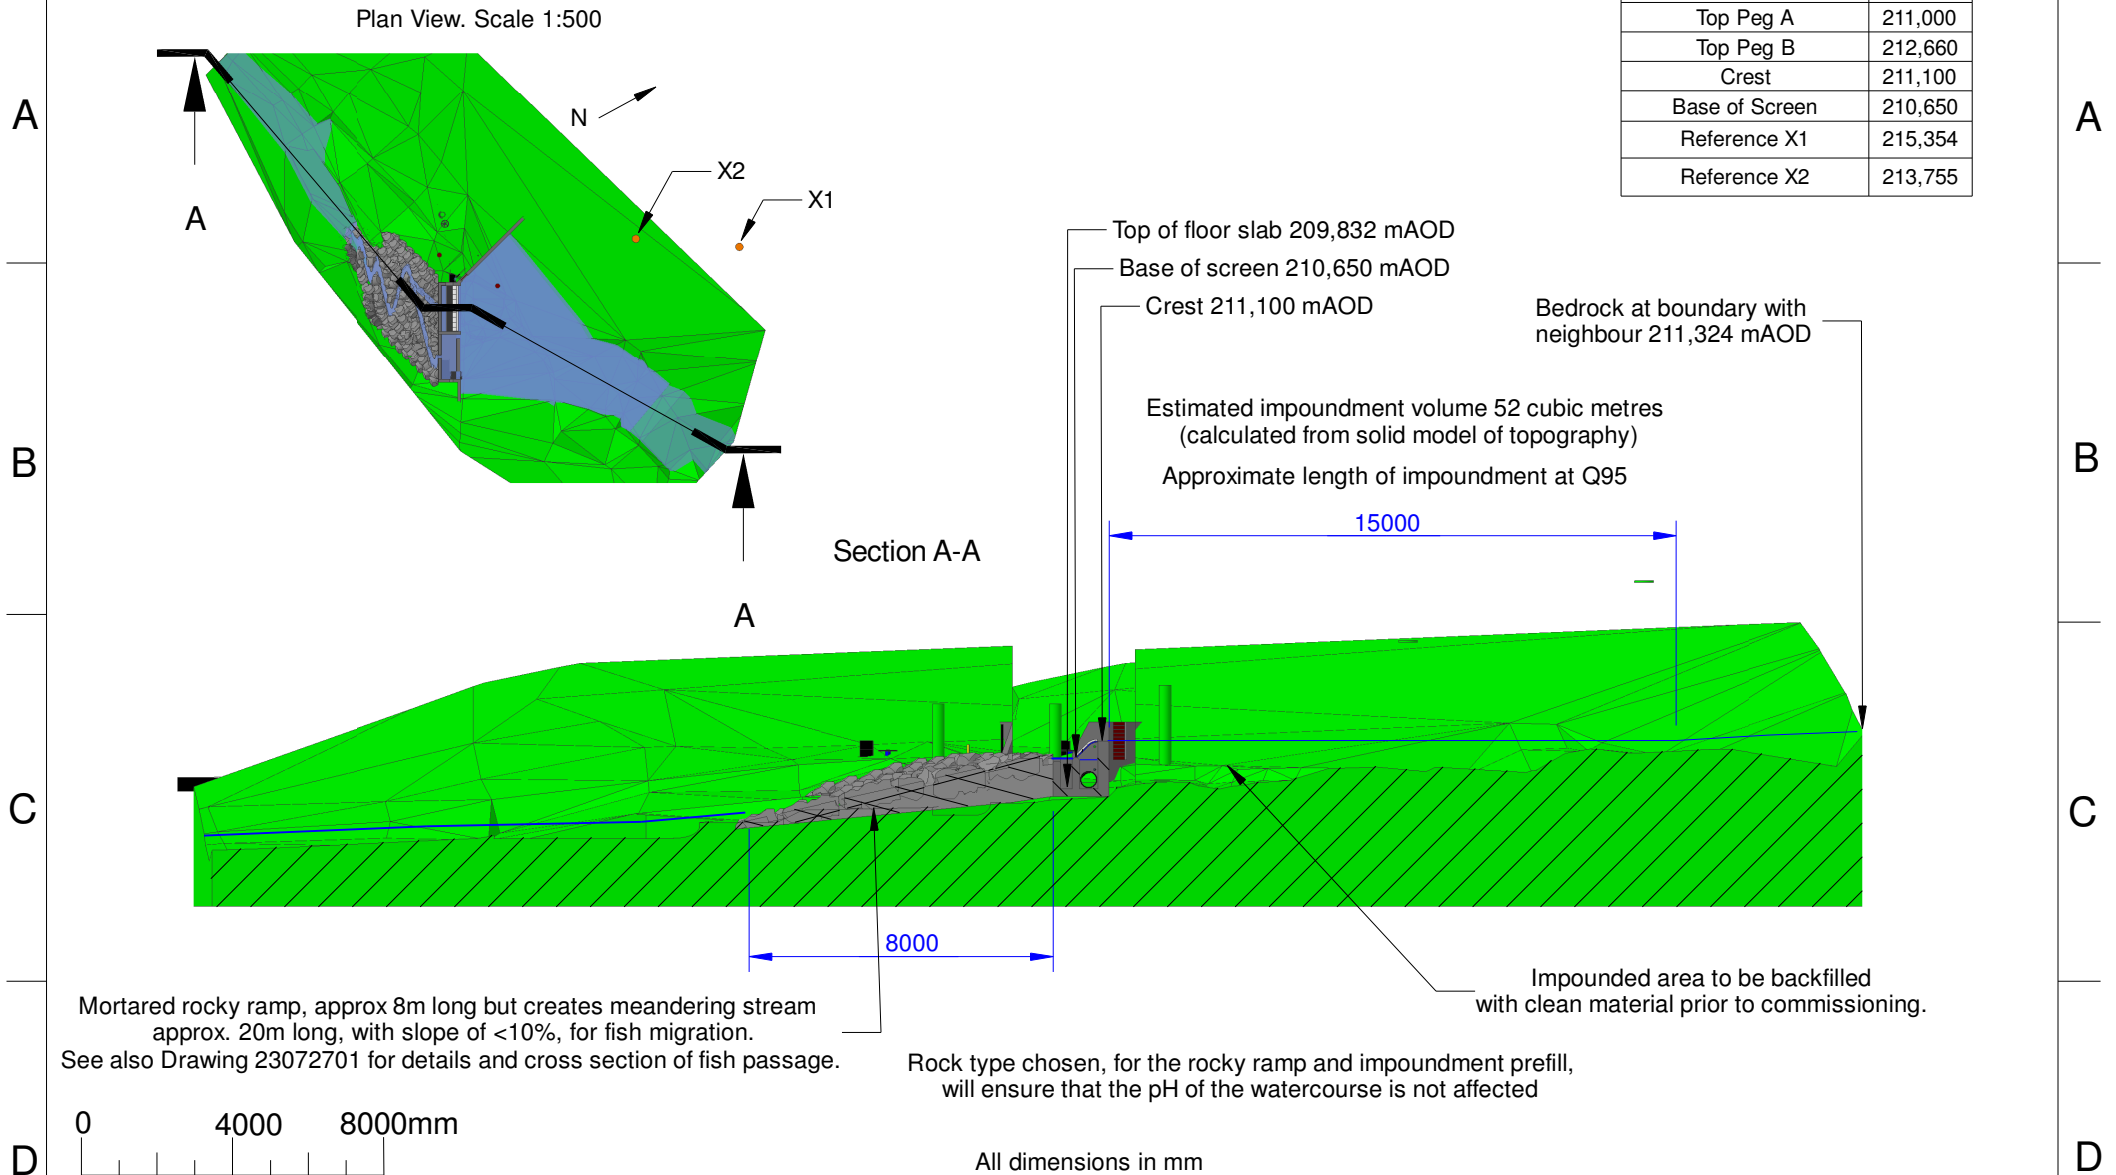 Plan View. Scale 1:500
Top Peg A 211,000
Top Peg B 212,660
Crest 211,100
Base of Screen 210,650
Reference X1 215,354
Reference X2 213,755
A
A
N
X2
X1
A
Top of floor slab 209,832 mAOD
Base of screen 210,650 mAOD
Crest 211,100 mAOD
Bedrock at boundary with
neighbour 211,324 mAOD
Estimated impoundment volume 52 cubic metres
(calculated from solid model of topography)
B
B
Approximate length of impoundment at Q95
15000
Section A-A
A
C
C
8000
Impounded area to be backfilled
with clean material prior to commissioning.
Mortared rocky ramp, approx 8m long but creates meandering stream
approx. 20m long, with slope of <10%, for fish migration.
See also Drawing 23072701 for details and cross section of fish passage.
Rock type chosen, for the rocky ramp and impoundment prefill,
will ensure that the pH of the watercourse is not affected
0 4000 8000mm
D
D
All dimensions in mm